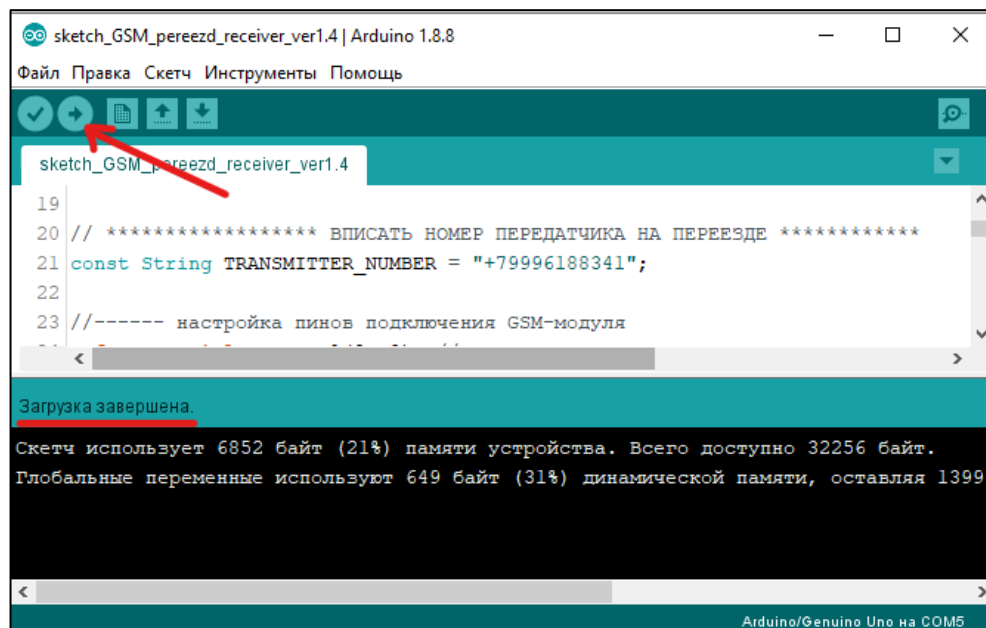 sketch_GSM_pereezd_receiver_ver1.4 | Arduino 1.8.8
Файл Правка Скетч Инструменты Помощь
sketch_GSM_pereezd_receiver_ver1.4
19
20 // ****************** ВПИСАТЬ НОМЕР ПЕРЕДАТЧИКА НА ПЕРЕЕЗДЕ ************
21 const String TRANSMITTER_NUMBER = "+79996188341";
22
23 //------ настройка пинов подключения GSM-модуля
Загрузка завершена.
Скетч использует 6852 байт (21%) памяти устройства. Всего доступно 32256 байт.
Глобальные переменные используют 649 байт (31%) динамической памяти, оставляя 1399
Arduino/Genuino Uno на COM5